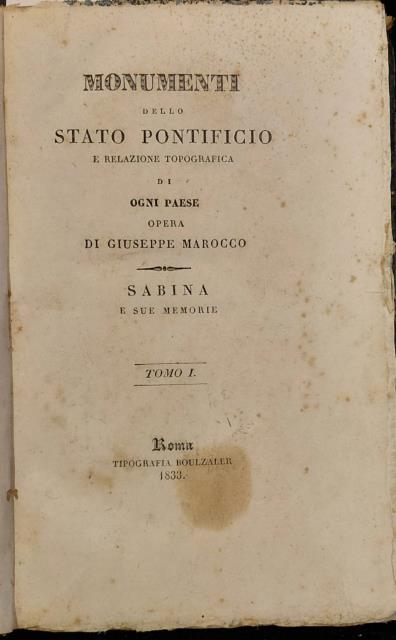 MONUMENTI
DELLO
STATO PONTIFICIO
E RELAZIONE TOPOGRAFICA
DI
OGNI PAESE
OPERA
DI GIUSEPPE MAROCCO
SABINA
E SUE MEMORIE
TOMO I.
Roma
TIPOGRAFIA BOULZALER
1833.